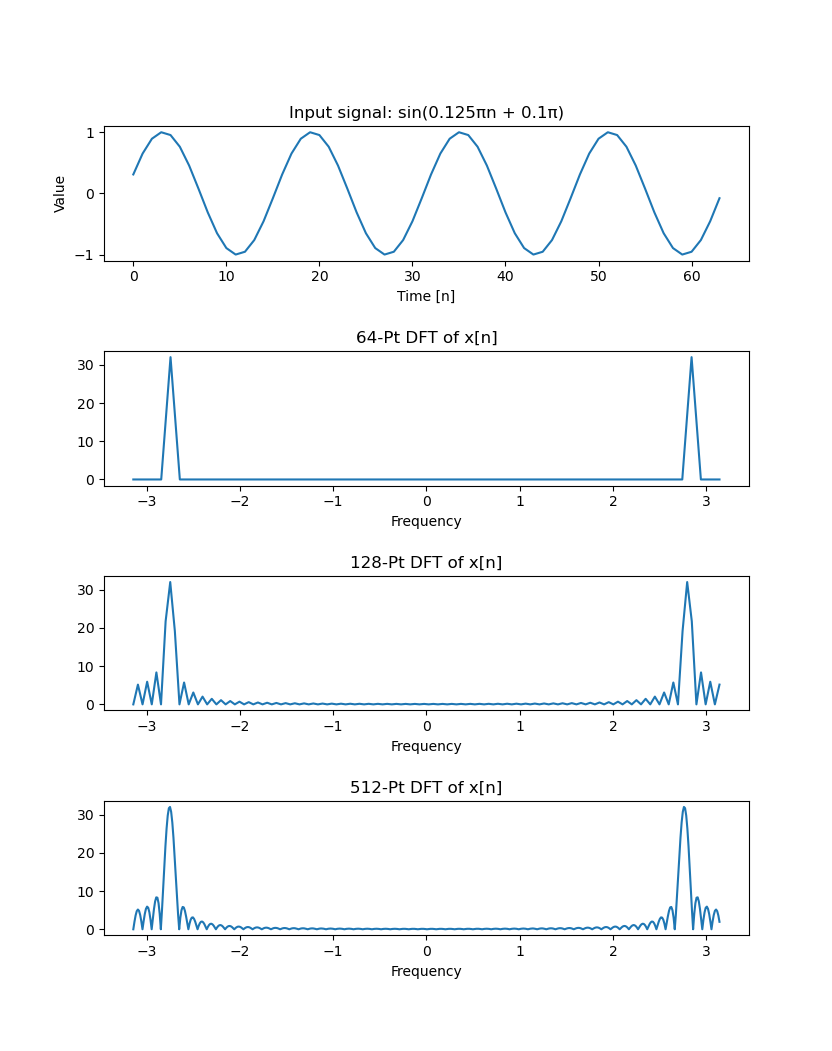 Input signal: sin(0.125πn + 0.1π)
1
0
−1
Value
0 10 20 30 40 50 60
Time [n]
64-Pt DFT of x[n]
30
20
10
0
−3 −2 −1 0 1 2 3
Frequency
128-Pt DFT of x[n]
30
20
10
0
−3 −2 −1 0 1 2 3
Frequency
512-Pt DFT of x[n]
30
20
10
0
−3 −2 −1 0 1 2 3
Frequency